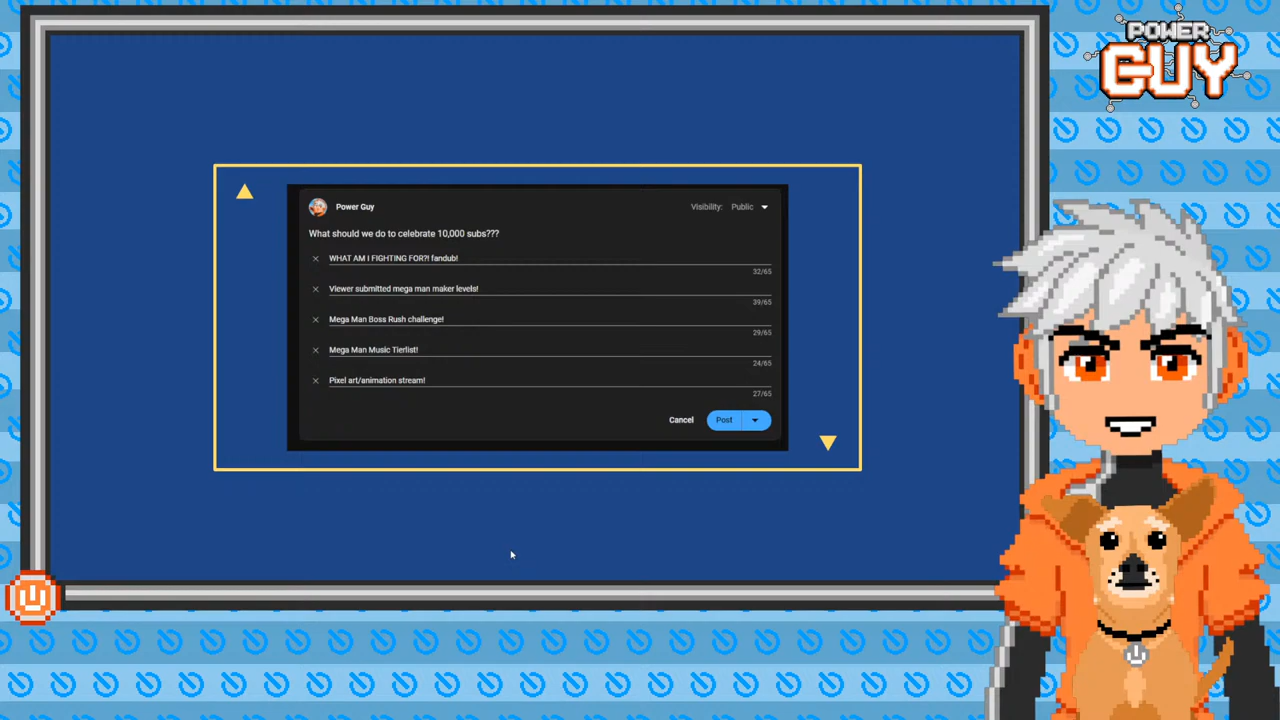 POWER
GUY
Power Guy
Visibility: Public
What should we do to celebrate 10,000 subs???
WHAT AM I FIGHTING FOR?! fandub!
32/65
Viewer submitted mega man maker levels!
39/65
Mega Man Boss Rush challenge!
29/65
Mega Man Music Tierlist!
24/65
Pixel art/animation stream!
27/65
Cancel
Post